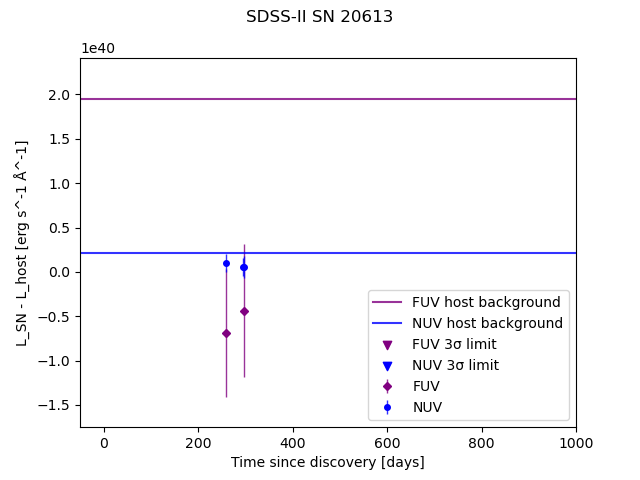 SDSS-II SN 20613
1e40
L_SN - L_host [erg s^-1 Å^-1]
2.0
1.5
1.0
0.5
0.0
−0.5
−1.0
−1.5
FUV host background
NUV host background
FUV 3σ limit
NUV 3σ limit
FUV
NUV
0 200 400 600 800 1000
Time since discovery [days]